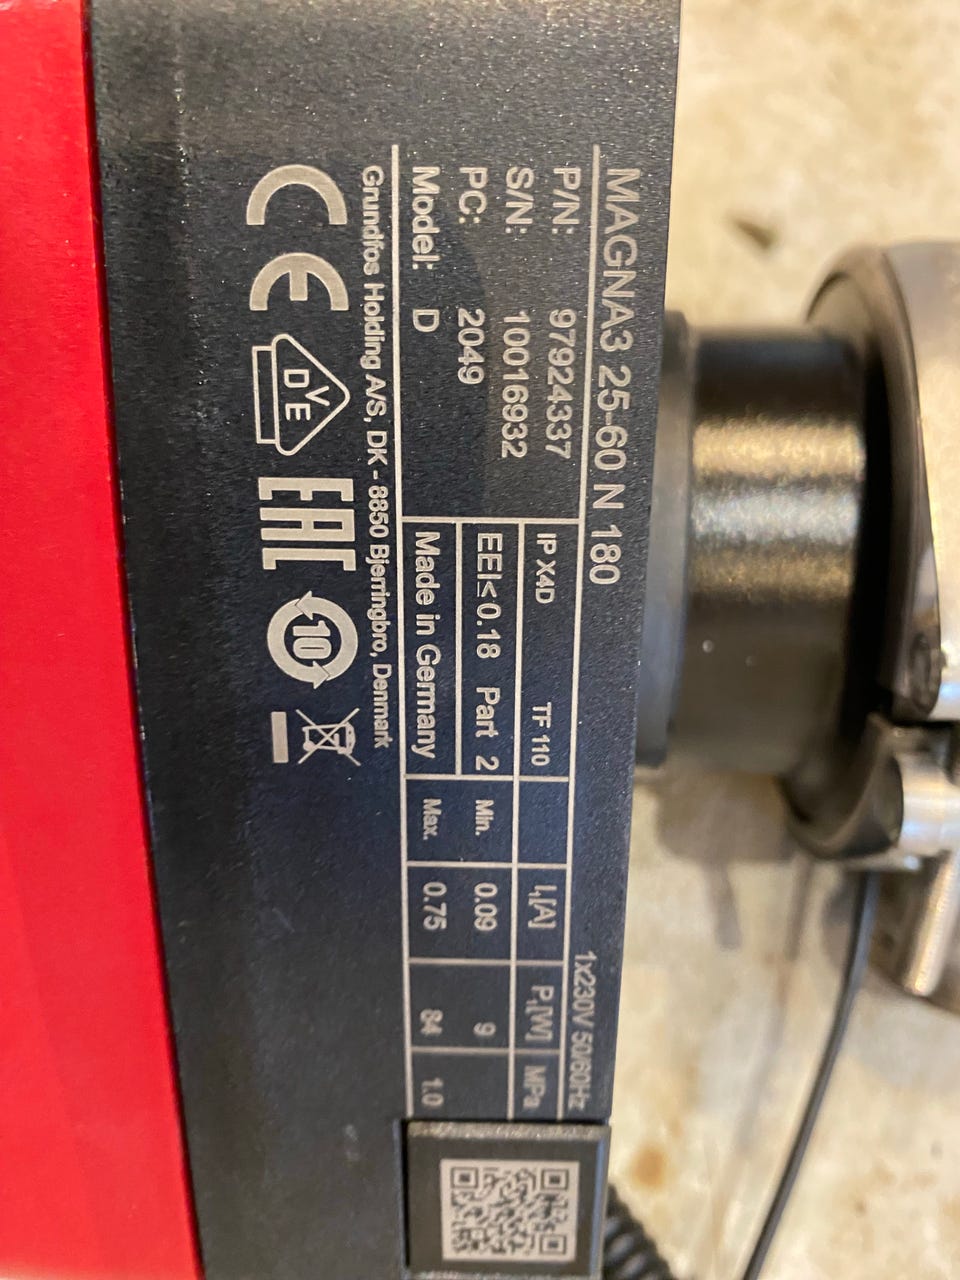 MAGNA3 25-60 N 180
1x230V 50/60Hz
P/N: 97924337
S/N: 10016932
PC: 2049
Model: D
IP X4D TF 110
EEI≤0.18 Part 2
Made in Germany
I₁[A] P₁[W] MPa
Min. 0.09 9
Max. 0.75 84 1.0
Grundfos Holding A/S, DK - 8850 Bjerringbro, Denmark
CE
DVE
EAC
10